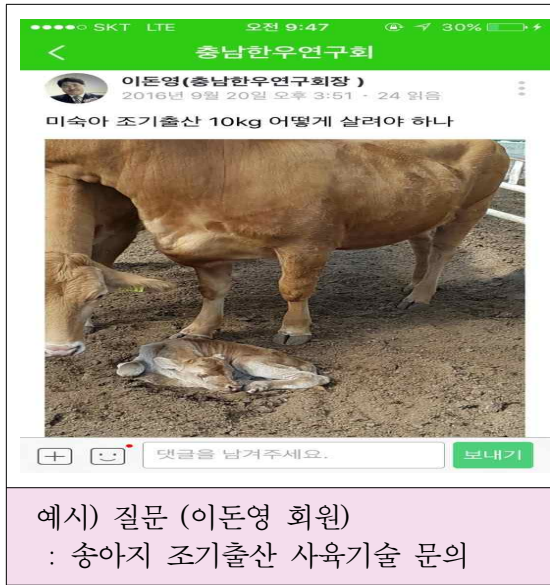 SKT LTE 오전 9:47 30%
충남한우연구회
이돈영(충남한우연구회장 )
2016년 9월 20일 오후 3:51 · 24 읽음
미숙아 조기출산 10kg 어떻게 살려야 하나
댓글을 남겨주세요.
보내기
예시) 질문 (이돈영 회원)
: 송아지 조기출산 사육기술 문의